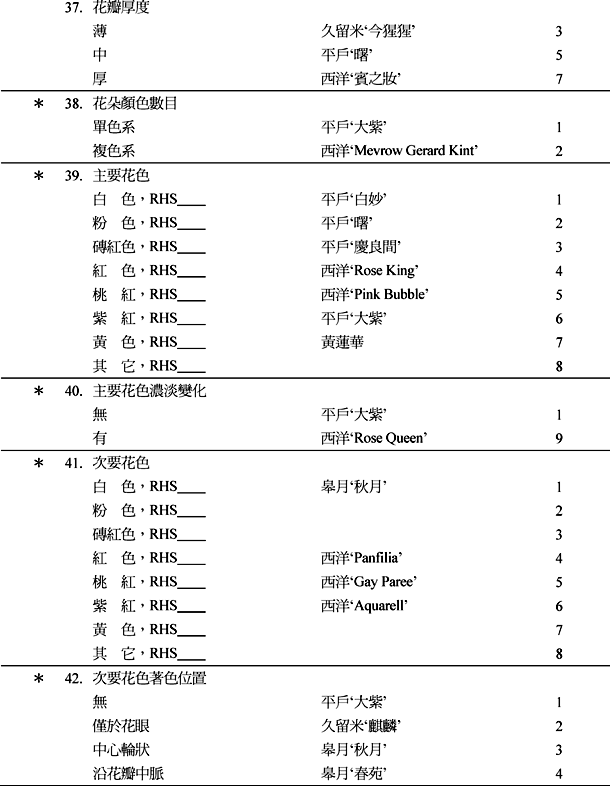 37. 花瓣厚度
薄 久留米‘今猩猩’ 3
中 平戶‘曙’ 5
厚 西洋‘賓之妝’ 7
＊ 38. 花朵顏色數目
單色系 平戶‘大紫’ 1
複色系 西洋‘Mevrow Gerard Kint’ 2
＊ 39. 主要花色
白　色，RHS____ 平戶‘白妙’ 1
粉　色，RHS____ 平戶‘曙’ 2
磚紅色，RHS____ 平戶‘慶良間’ 3
紅　色，RHS____ 西洋‘Rose King’ 4
桃　紅，RHS____ 西洋‘Pink Bubble’ 5
紫　紅，RHS____ 平戶‘大紫’ 6
黃　色，RHS____ 黃蓮華 7
其　它，RHS____ 8
＊ 40. 主要花色濃淡變化
無 平戶‘大紫’ 1
有 西洋‘Rose Queen’ 9
＊ 41. 次要花色
白　色，RHS____ 皋月‘秋月’ 1
粉　色，RHS____ 2
磚紅色，RHS____ 3
紅　色，RHS____ 西洋‘Panfilia’ 4
桃　紅，RHS____ 西洋‘Gay Paree’ 5
紫　紅，RHS____ 西洋‘Aquarell’ 6
黃　色，RHS____ 7
其　它，RHS____ 8
＊ 42. 次要花色著色位置
無 平戶‘大紫’ 1
僅於花眼 久留米‘麒麟’ 2
中心輪狀 皋月‘秋月’ 3
沿花瓣中脈 皋月‘春苑’ 4